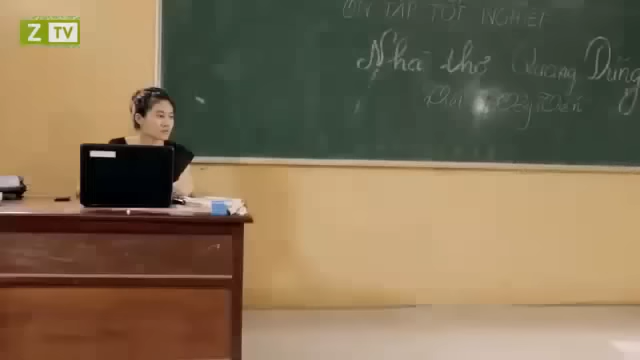 Z TV
ÔN TẬP TỐT NGHIỆP
Nhà thơ Quang Dũng